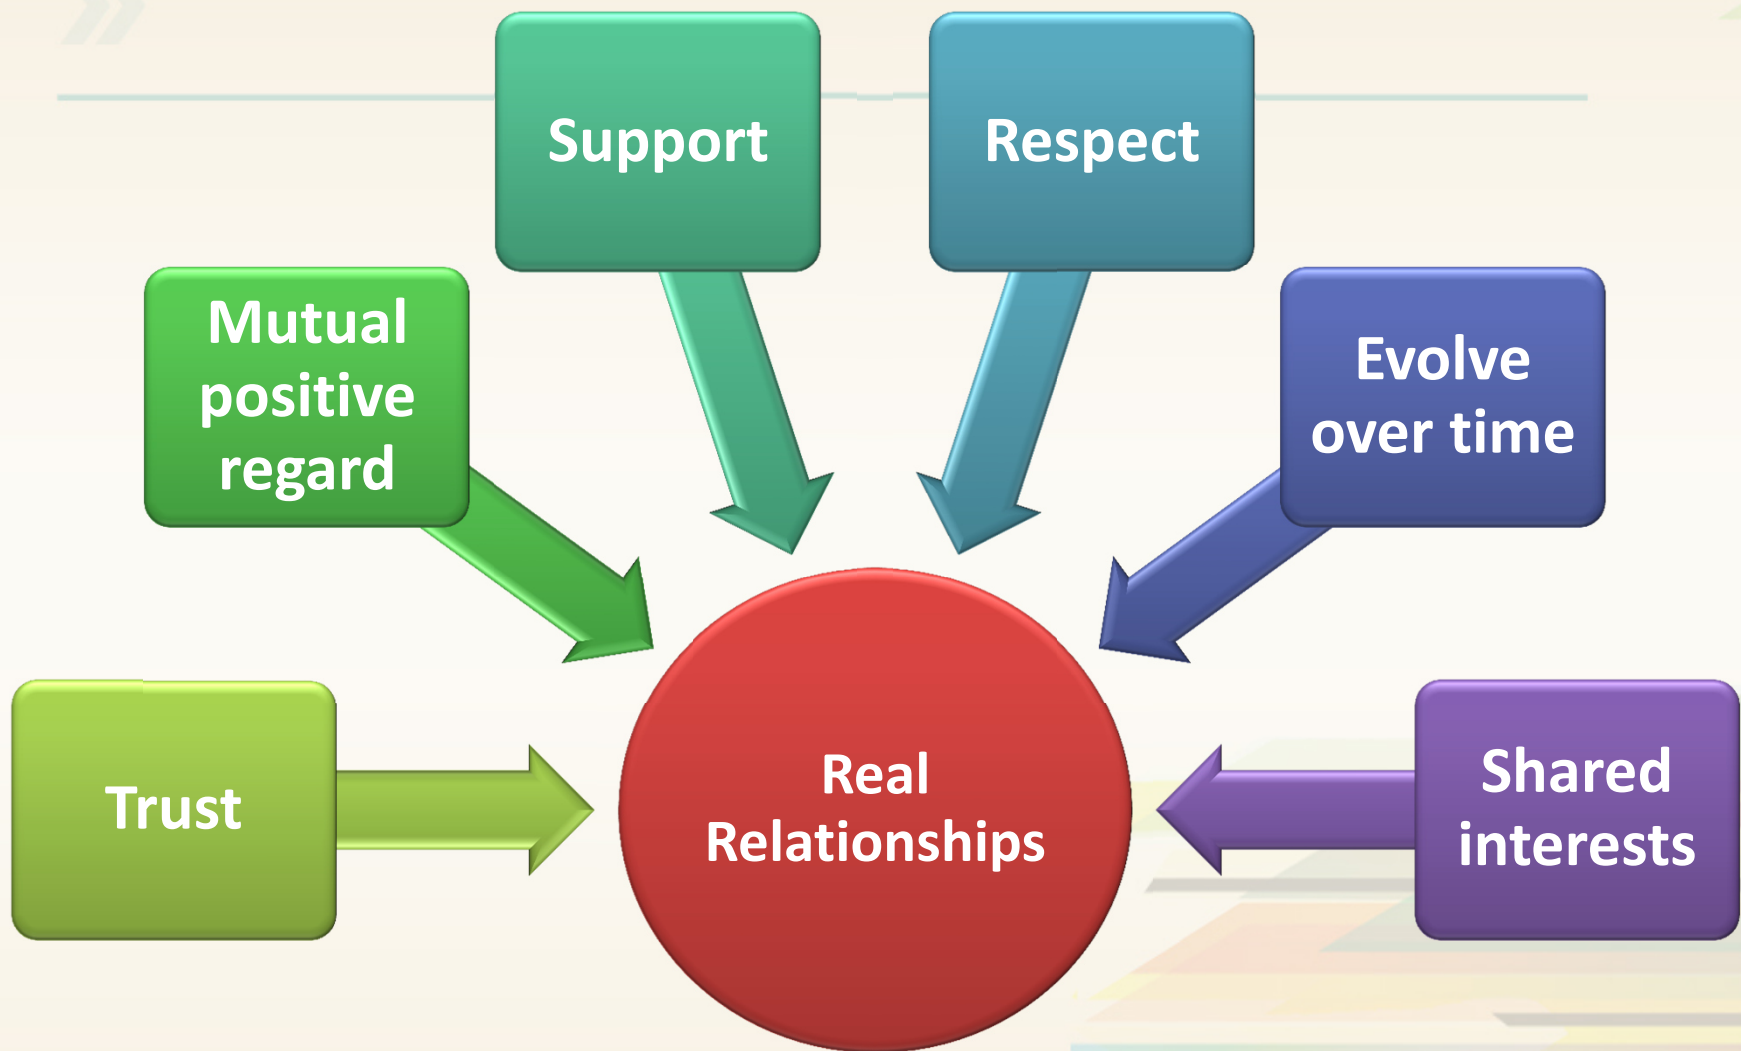 Support
Respect
Mutual
positive
regard
Evolve
over time
Trust
Real
Relationships
Shared
interests